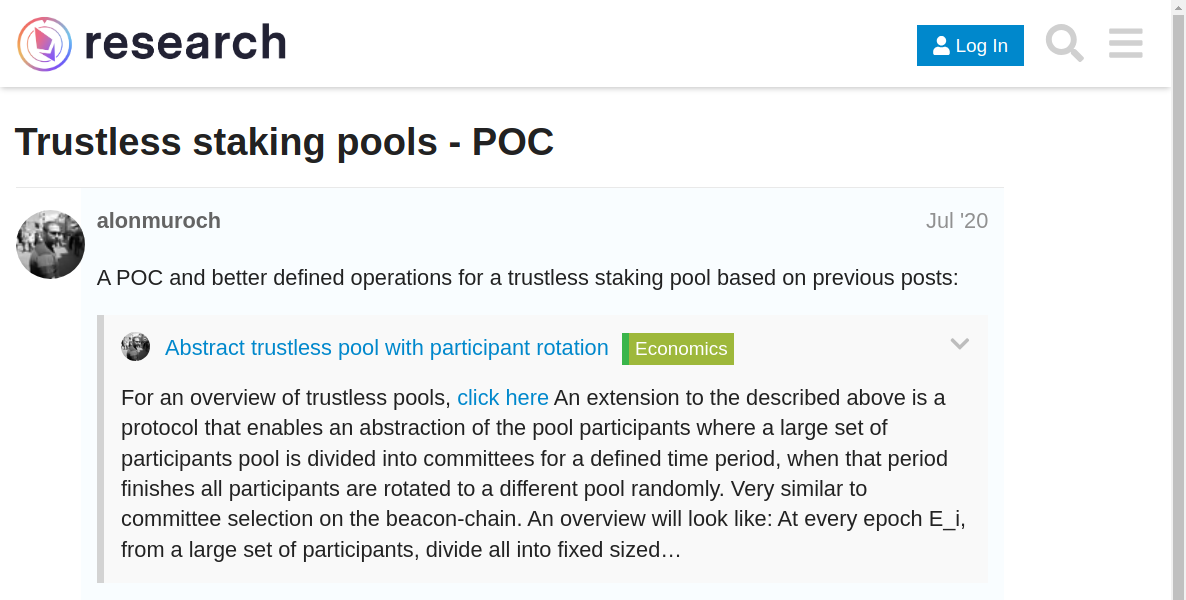 research
Log In
Trustless staking pools - POC
alonmuroch
Jul '20
A POC and better defined operations for a trustless staking pool based on previous posts:
Abstract trustless pool with participant rotation
Economics
For an overview of trustless pools, click here An extension to the described above is a
protocol that enables an abstraction of the pool participants where a large set of
participants pool is divided into committees for a defined time period, when that period
finishes all participants are rotated to a different pool randomly. Very similar to
committee selection on the beacon-chain. An overview will look like: At every epoch E_i,
from a large set of participants, divide all into fixed sized…